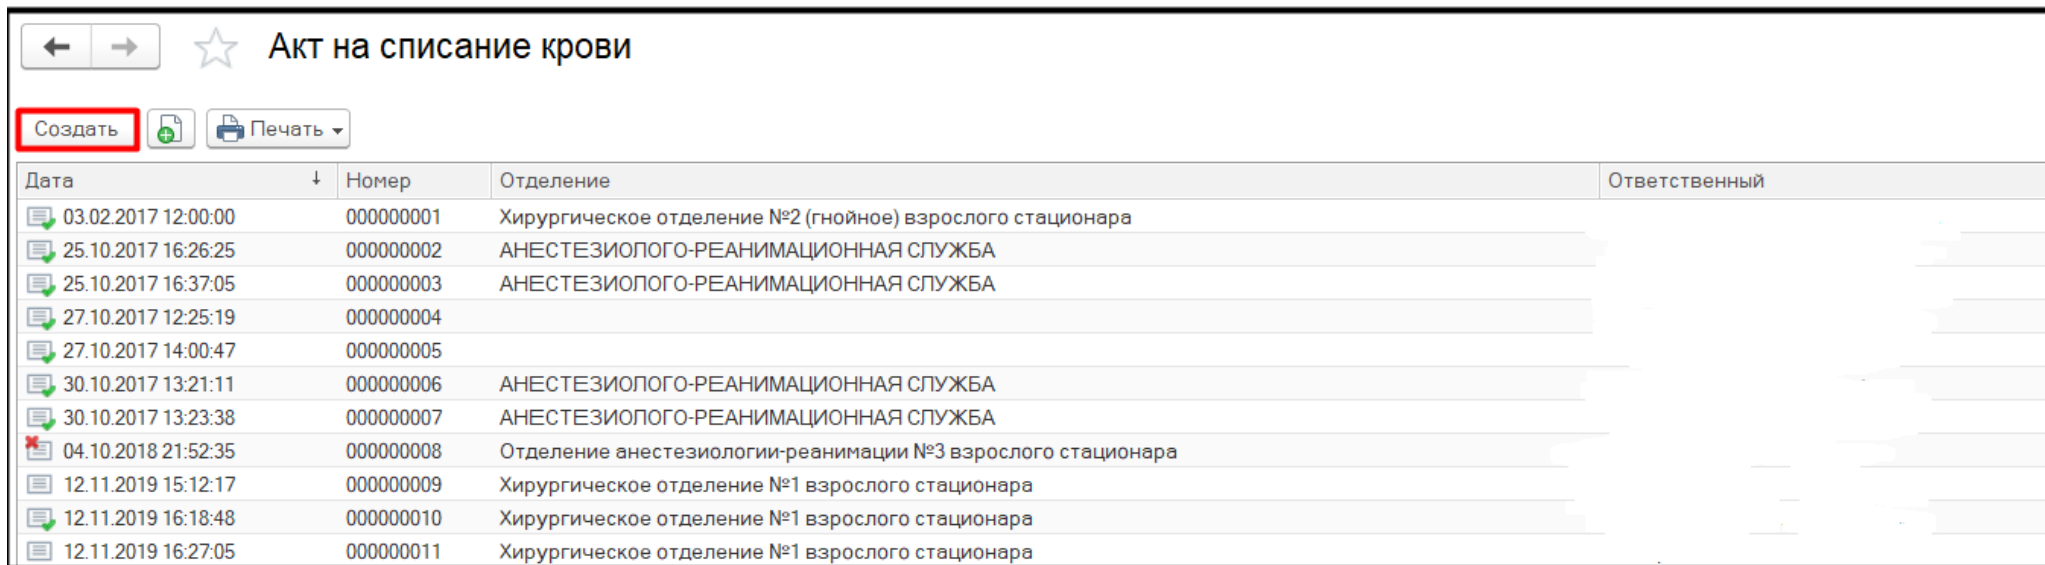 Акт на списание крови
Создать Печать
Дата Номер Отделение Ответственный
03.02.2017 12:00:00 000000001 Хирургическое отделение №2 (гнойное) взрослого стационара
25.10.2017 16:26:25 000000002 АНЕСТЕЗИОЛОГО-РЕАНИМАЦИОННАЯ СЛУЖБА
25.10.2017 16:37:05 000000003 АНЕСТЕЗИОЛОГО-РЕАНИМАЦИОННАЯ СЛУЖБА
27.10.2017 12:25:19 000000004
27.10.2017 14:00:47 000000005
30.10.2017 13:21:11 000000006 АНЕСТЕЗИОЛОГО-РЕАНИМАЦИОННАЯ СЛУЖБА
30.10.2017 13:23:38 000000007 АНЕСТЕЗИОЛОГО-РЕАНИМАЦИОННАЯ СЛУЖБА
04.10.2018 21:52:35 000000008 Отделение анестезиологии-реанимации №3 взрослого стационара
12.11.2019 15:12:17 000000009 Хирургическое отделение №1 взрослого стационара
12.11.2019 16:18:48 000000010 Хирургическое отделение №1 взрослого стационара
12.11.2019 16:27:05 000000011 Хирургическое отделение №1 взрослого стационара